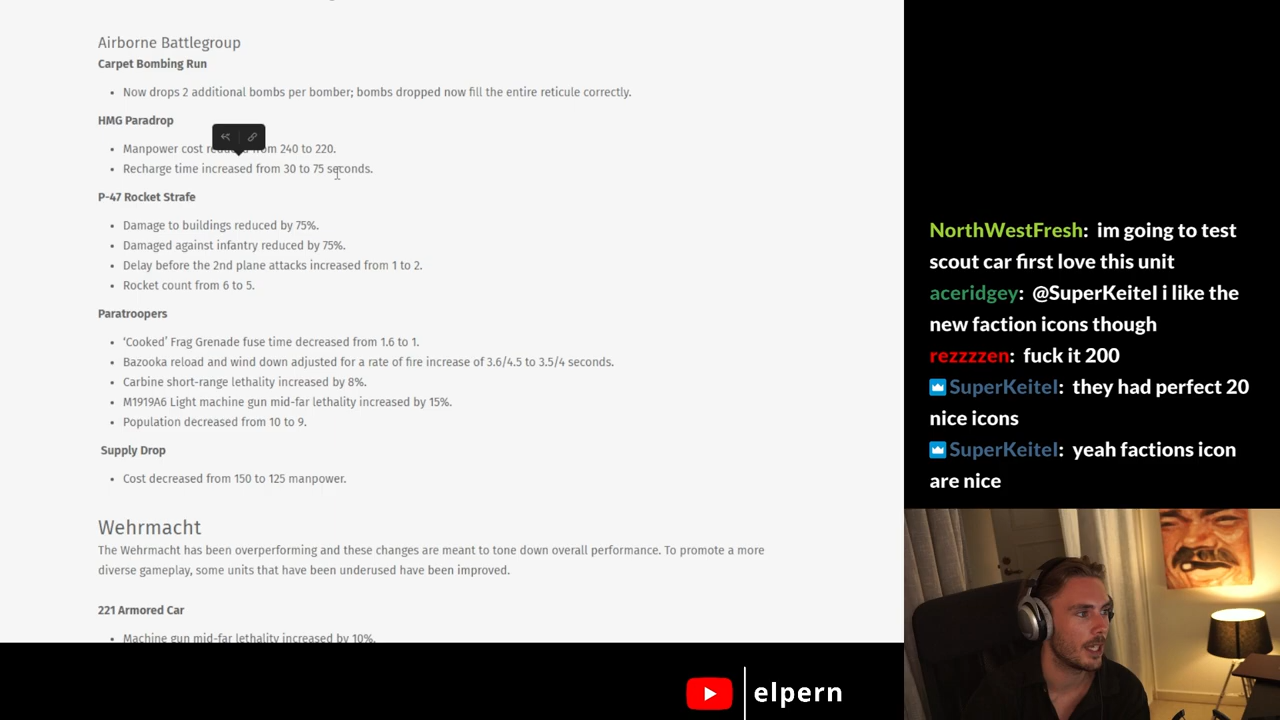 Airborne Battlegroup
Carpet Bombing Run
• Now drops 2 additional bombs per bomber; bombs dropped now fill the entire reticule correctly.
HMG Paradrop
• Manpower cost from 240 to 220.
• Recharge time increased from 30 to 75 seconds.
P-47 Rocket Strafe
• Damage to buildings reduced by 75%.
• Damaged against infantry reduced by 75%.
• Delay before the 2nd plane attacks increased from 1 to 2.
• Rocket count from 6 to 5.
Paratroopers
• ‘Cooked’ Frag Grenade fuse time decreased from 1.6 to 1.
• Bazooka reload and wind down adjusted for a rate of fire increase of 3.6/4.5 to 3.5/4 seconds.
• Carbine short-range lethality increased by 8%.
• M1919A6 Light machine gun mid-far lethality increased by 15%.
• Population decreased from 10 to 9.
Supply Drop
• Cost decreased from 150 to 125 manpower.
Wehrmacht
The Wehrmacht has been overperforming and these changes are meant to tone down overall performance. To promote a more
diverse gameplay, some units that have been underused have been improved.
221 Armored Car
• Machine gun mid-far lethality increased by 10%.
NorthWestFresh: im going to test
scout car first love this unit
aceridgey: @SuperKeitel i like the
new faction icons though
rezzzzen: fuck it 200
SuperKeitel: they had perfect 20
nice icons
SuperKeitel: yeah factions icon
are nice
elpern